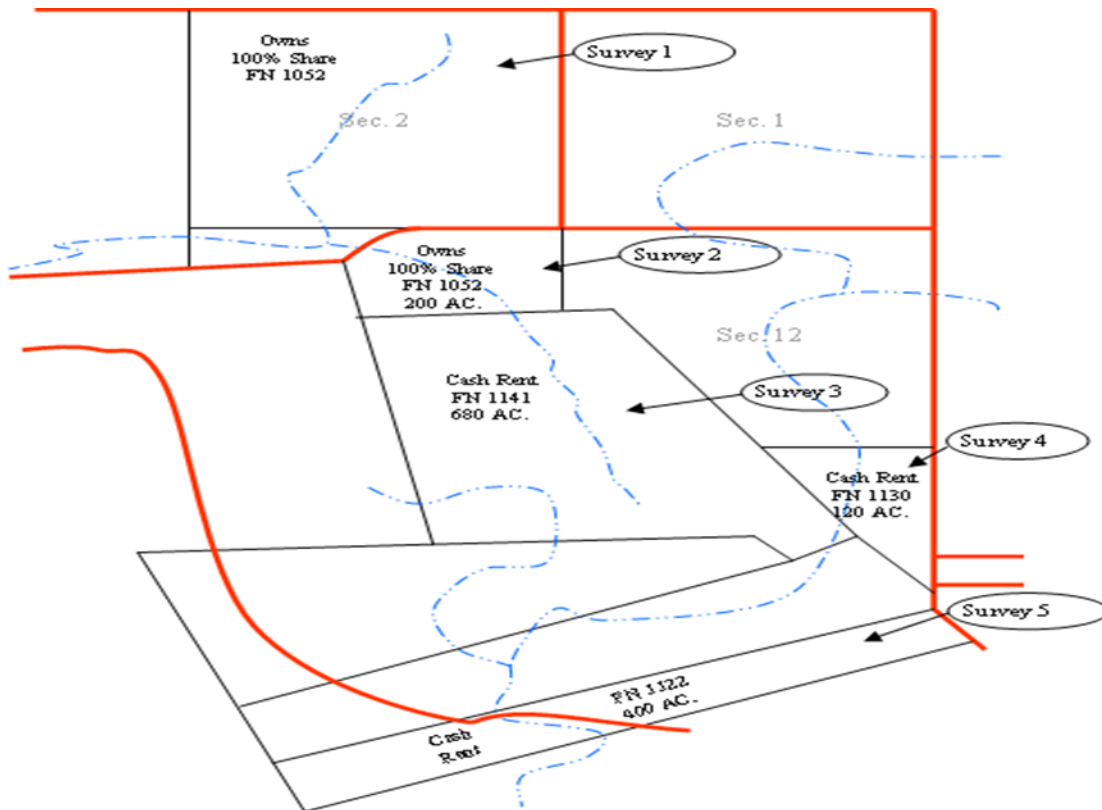 Owns
100% Share
FN 1052
Survey 1
Sec. 2
Sec. 1
Owns
100% Share
FN 1052
200 AC.
Survey 2
Sec. 12
Cash Rent
FN 1141
680 AC.
Survey 3
Survey 4
Cash Rent
FN 1130
120 AC.
Survey 5
FN 1122
400 AC.
Cash
Rent